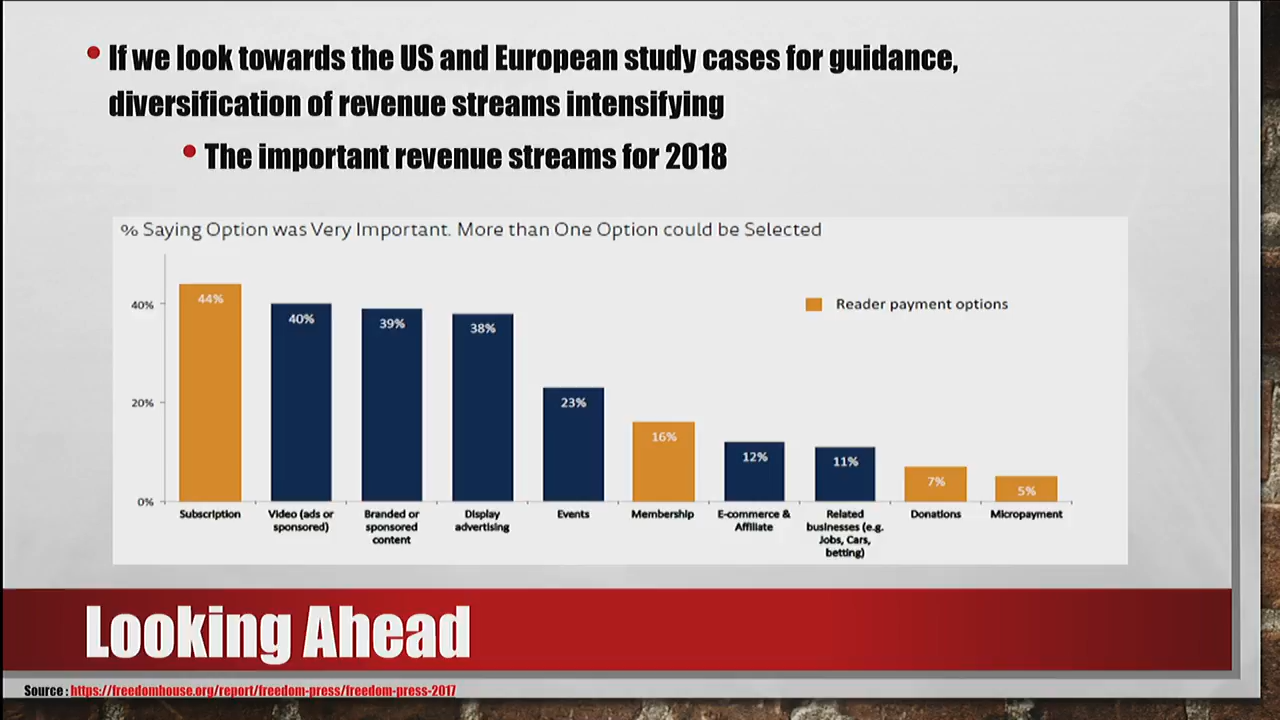 If we look towards the US and European study cases for guidance,
diversification of revenue streams intensifying
The important revenue streams for 2018
% Saying Option was Very Important. More than One Option could be Selected
Reader payment options
40%
20%
0%
44%
40%
39%
38%
23%
16%
12%
11%
7%
5%
Subscription
Video (ads or
sponsored)
Branded or
sponsored
content
Display
advertising
Events
Membership
E-commerce &
Affiliate
Related
businesses (e.g.
Jobs, Cars,
betting)
Donations
Micropayment
Looking Ahead
Source : https://freedomhouse.org/report/freedom-press/freedom-press-2017